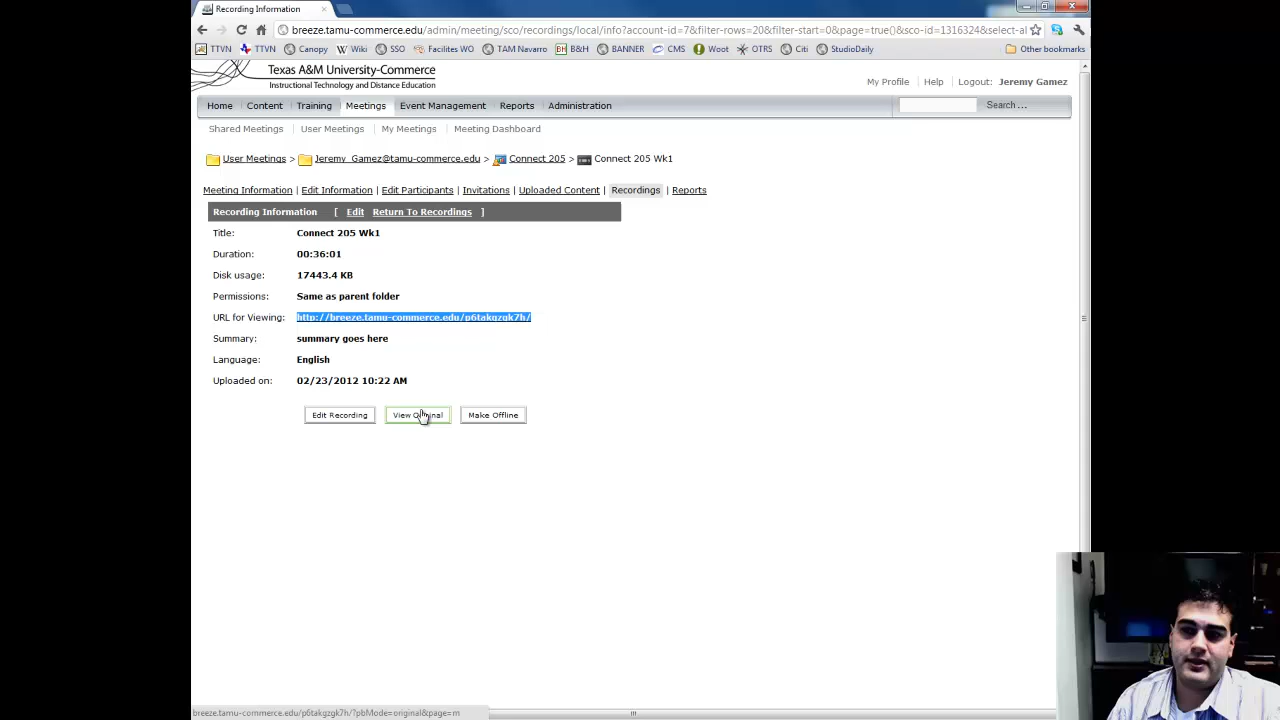 Recording Information
breeze.tamu-commerce.edu/admin/meeting/sco/recordings/local/info?account-id=7&filter-rows=20&filter-start=0&page=true()&sco-id=1316324&select-al
TTVN TTVN Canopy Wiki SSO Facilites WO TAM Navarro B&H BANNER CMS Woot OTRS Citi StudioDaily Other bookmarks
Texas A&M University-Commerce
Instructional Technology and Distance Education
My Profile | Help | Logout: Jeremy Gamez
Home Content Training Meetings Event Management Reports Administration Search ...
Shared Meetings | User Meetings | My Meetings | Meeting Dashboard
User Meetings > Jeremy_Gamez@tamu-commerce.edu > Connect 205 > Connect 205 Wk1
Meeting Information | Edit Information | Edit Participants | Invitations | Uploaded Content | Recordings | Reports
Recording Information [ Edit Return To Recordings ]
Title: Connect 205 Wk1
Duration: 00:36:01
Disk usage: 17443.4 KB
Permissions: Same as parent folder
URL for Viewing: http://breeze.tamu-commerce.edu/p6takgzgk7h/
Summary: summary goes here
Language: English
Uploaded on: 02/23/2012 10:22 AM
Edit Recording View Original Make Offline
breeze.tamu-commerce.edu/p6takgzgk7h/?pbMode=original&page=m